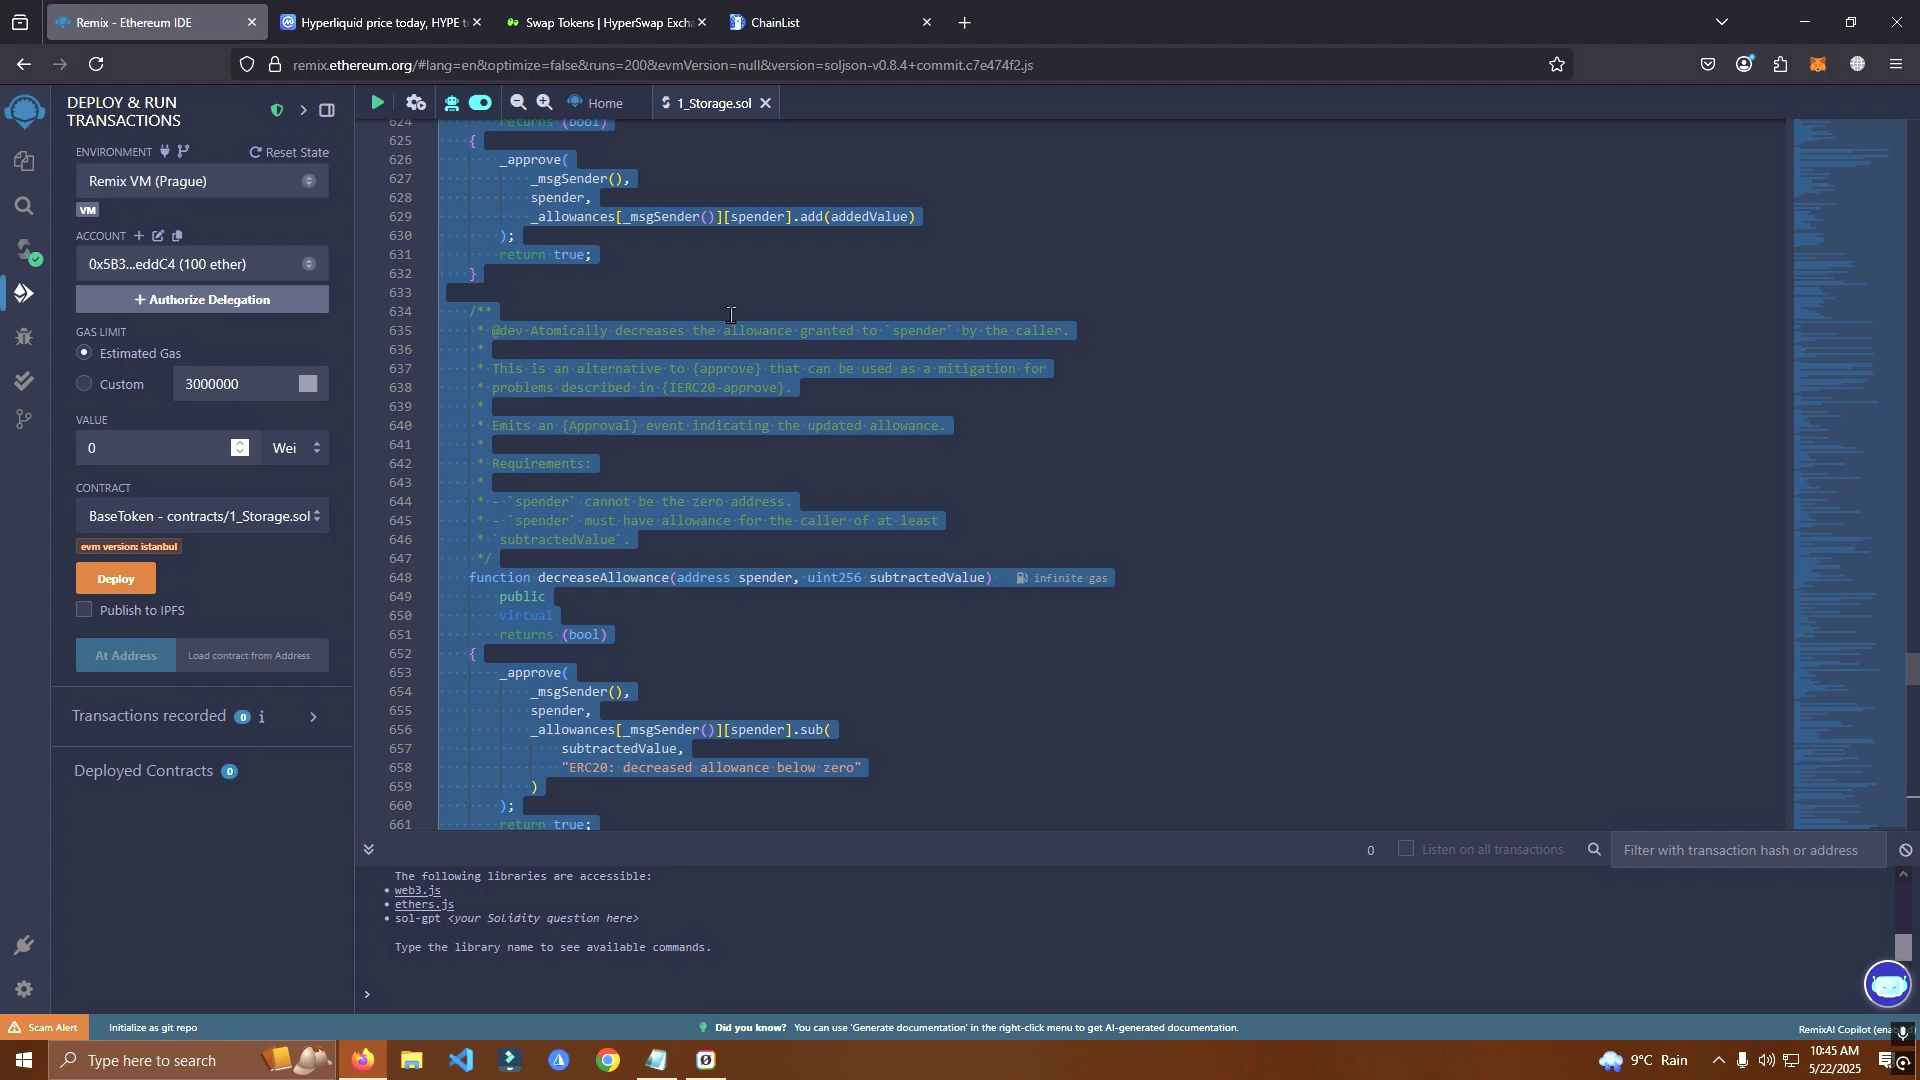 Remix - Ethereum IDE
Hyperliquid price today, HYPE t
Swap Tokens | HyperSwap Excha
ChainList
remix.ethereum.org/#lang=en&optimize=false&runs=200&evmVersion=null&version=soljson-v0.8.4+commit.c7e474f2.js
DEPLOY & RUN
TRANSACTIONS
Home
1_Storage.sol
ENVIRONMENT
Reset State
Remix VM (Prague)
VM
ACCOUNT
0x5B3...eddC4 (100 ether)
+ Authorize Delegation
GAS LIMIT
Estimated Gas
Custom
3000000
VALUE
0
Wei
CONTRACT
BaseToken - contracts/1_Storage.sol
evm version: istanbul
Deploy
Publish to IPFS
At Address
Load contract from Address
Transactions recorded 0 i
Deployed Contracts 0
624 returns (bool)
625 {
626 _approve(
627 _msgSender(),
628 spender,
629 _allowances[_msgSender()][spender].add(addedValue)
630 );
631 return true;
632 }
633
634 /**
635 * @dev Atomically decreases the allowance granted to `spender` by the caller.
636 *
637 * This is an alternative to {approve} that can be used as a mitigation for
638 * problems described in {IERC20-approve}.
639 *
640 * Emits an {Approval} event indicating the updated allowance.
641 *
642 * Requirements:
643 *
644 * - `spender` cannot be the zero address.
645 * - `spender` must have allowance for the caller of at least
646 * `subtractedValue`.
647 */
648 function decreaseAllowance(address spender, uint256 subtractedValue) infinite gas
649 public
650 virtual
651 returns (bool)
652 {
653 _approve(
654 _msgSender(),
655 spender,
656 _allowances[_msgSender()][spender].sub(
657 subtractedValue,
658 "ERC20: decreased allowance below zero"
659 )
660 );
661 return true;
0
Listen on all transactions
Filter with transaction hash or address
The following libraries are accessible:
• web3.js
• ethers.js
• sol-gpt <your Solidity question here>
Type the library name to see available commands.
>
Scam Alert
Initialize as git repo
Did you know? You can use 'Generate documentation' in the right-click menu to get AI-generated documentation.
RemixAI Copilot (ena
Type here to search
9°C Rain
10:45 AM
5/22/2025